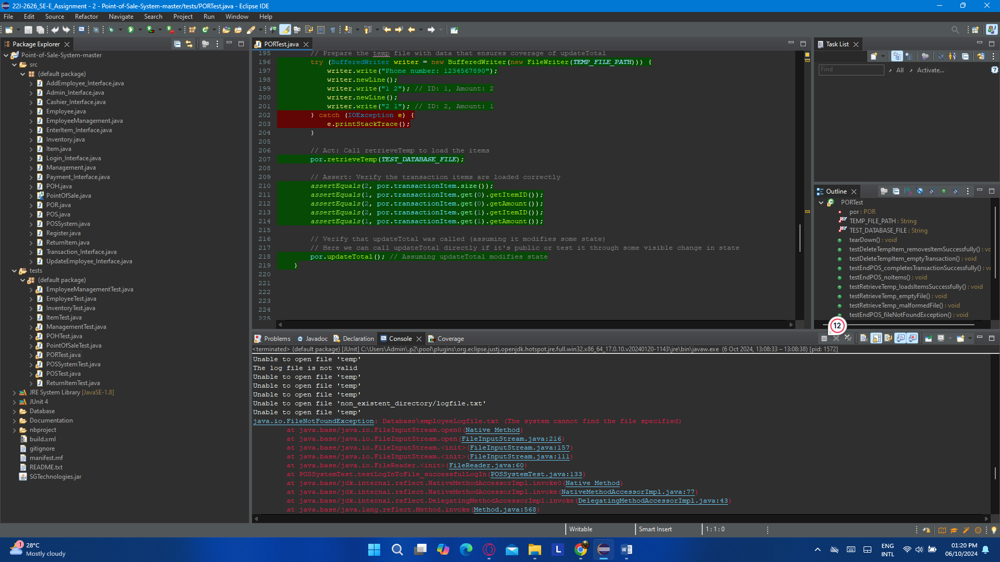 22I-2626_SE-E_Assignment - 2 - Point-of-Sale-System-master/tests/PORTest.java - Eclipse IDE
File Edit Source Refactor Navigate Search Project Run Window Help
Package Explorer
Point-of-Sale-System-master
src
(default package)
AddEmployee_Interface.java
Admin_Interface.java
Cashier_Interface.java
Employee.java
EmployeeManagement.java
EnterItem_Interface.java
Inventory.java
Item.java
Login_Interface.java
Management.java
Payment_Interface.java
POH.java
PointOfSale.java
POR.java
POS.java
POSSystem.java
Register.java
ReturnItem.java
Transaction_Interface.java
UpdateEmployee_Interface.java
tests
(default package)
EmployeeManagementTest.java
EmployeeTest.java
InventoryTest.java
ItemTest.java
ManagementTest.java
POHTest.java
PointOfSaleTest.java
PORTest.java
POSSystemTest.java
POSTest.java
ReturnItemTest.java
JRE System Library [JavaSE-1.8]
JUnit 4
Database
Documentation
nbproject
build.xml
gitignore
manifest.mf
README.txt
SGTechnologies.jar
PORTest.java
195 // Prepare the temp file with data that ensures coverage of updateTotal
196 try (BufferedWriter writer = new BufferedWriter(new FileWriter(TEMP_FILE_PATH))) {
197 writer.write("Phone number: 1234567890");
198 writer.newLine();
199 writer.write("1 2"); // ID: 1, Amount: 2
200 writer.newLine();
201 writer.write("2 1"); // ID: 2, Amount: 1
202 } catch (IOException e) {
203 e.printStackTrace();
204 }
205
206 // Act: Call retrieveTemp to load the items
207 por.retrieveTemp(TEST_DATABASE_FILE);
208
209 // Assert: Verify the transaction items are loaded correctly
210 assertEquals(2, por.transactionItem.size());
211 assertEquals(1, por.transactionItem.get(0).getItemID());
212 assertEquals(2, por.transactionItem.get(0).getAmount());
213 assertEquals(2, por.transactionItem.get(1).getItemID());
214 assertEquals(1, por.transactionItem.get(1).getAmount());
215
216 // Verify that updateTotal was called (assuming it modifies some state)
217 // Here we can call updateTotal directly if it's public or test it through some visible change in state
218 por.updateTotal(); // Assuming updateTotal modifies state
219 }
220
221
222
223
224
225
Task List
Find All Activate...
Outline
PORTest
por : POR
TEMP_FILE_PATH : String
TEST_DATABASE_FILE : String
tearDown() : void
testDeleteTempItem_removesItemSuccessfully() : vo
testDeleteTempItem_emptyTransaction() : void
testEndPOS_completesTransactionSuccessfully() : v
testEndPOS_noItems() : void
testRetrieveTemp_loadsItemsSuccessfully() : void
testRetrieveTemp_emptyFile() : void
testRetrieveTemp_malformedFile() : void
testEndPOS_fileNotFoundException() : void
12
Problems Javadoc Declaration Console Coverage
<terminated> (default package) [JUnit] C:\Users\Admin\.p2\pool\plugins\org.eclipse.justj.openjdk.hotspot.jre.full.win32.x86_64_17.0.10.v20240120-1143\jre\bin\javaw.exe (6 Oct 2024, 13:08:33 – 13:08:38) [pid: 1572]
Unable to open file 'temp'
The log file is not valid
Unable to open file 'temp'
Unable to open file 'temp'
Unable to open file 'temp'
Unable to open file 'non_existent_directory/logfile.txt'
Unable to open file 'temp'
java.io.FileNotFoundException: Database\employeeLogfile.txt (The system cannot find the file specified)
at java.base/java.io.FileInputStream.open0(Native Method)
at java.base/java.io.FileInputStream.open(FileInputStream.java:216)
at java.base/java.io.FileInputStream.<init>(FileInputStream.java:157)
at java.base/java.io.FileInputStream.<init>(FileInputStream.java:111)
at java.base/java.io.FileReader.<init>(FileReader.java:60)
at POSSystemTest.testLogInToFile_successfulLogIn(POSSystemTest.java:133)
at java.base/jdk.internal.reflect.NativeMethodAccessorImpl.invoke0(Native Method)
at java.base/jdk.internal.reflect.NativeMethodAccessorImpl.invoke(NativeMethodAccessorImpl.java:77)
at java.base/jdk.internal.reflect.DelegatingMethodAccessorImpl.invoke(DelegatingMethodAccessorImpl.java:43)
at java.base/java.lang.reflect.Method.invoke(Method.java:568)
Writable Smart Insert 1 : 1 : 0
1
28°C
Mostly cloudy
ENG
INTL
01:20 PM
06/10/2024